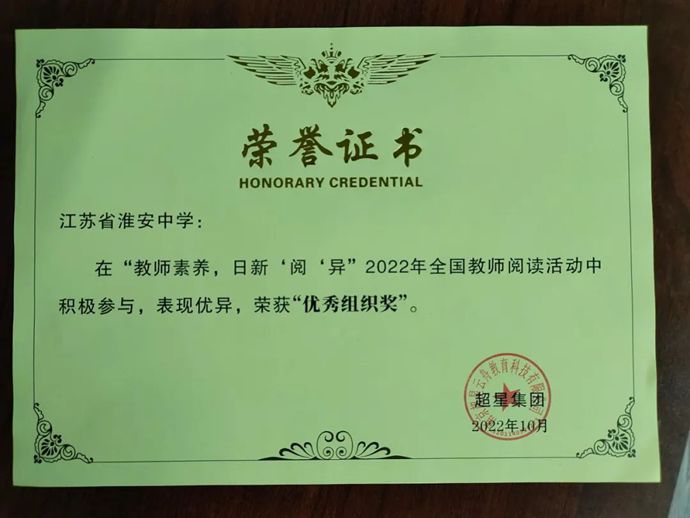 荣誉证书
HONORARY CREDENTIAL
江苏省淮安中学：
在“教师素养，日新‘阅‘异”2022年全国教师阅读活动中
积极参与，表现优异，荣获“优秀组织奖”。
超星集团
2022年10月